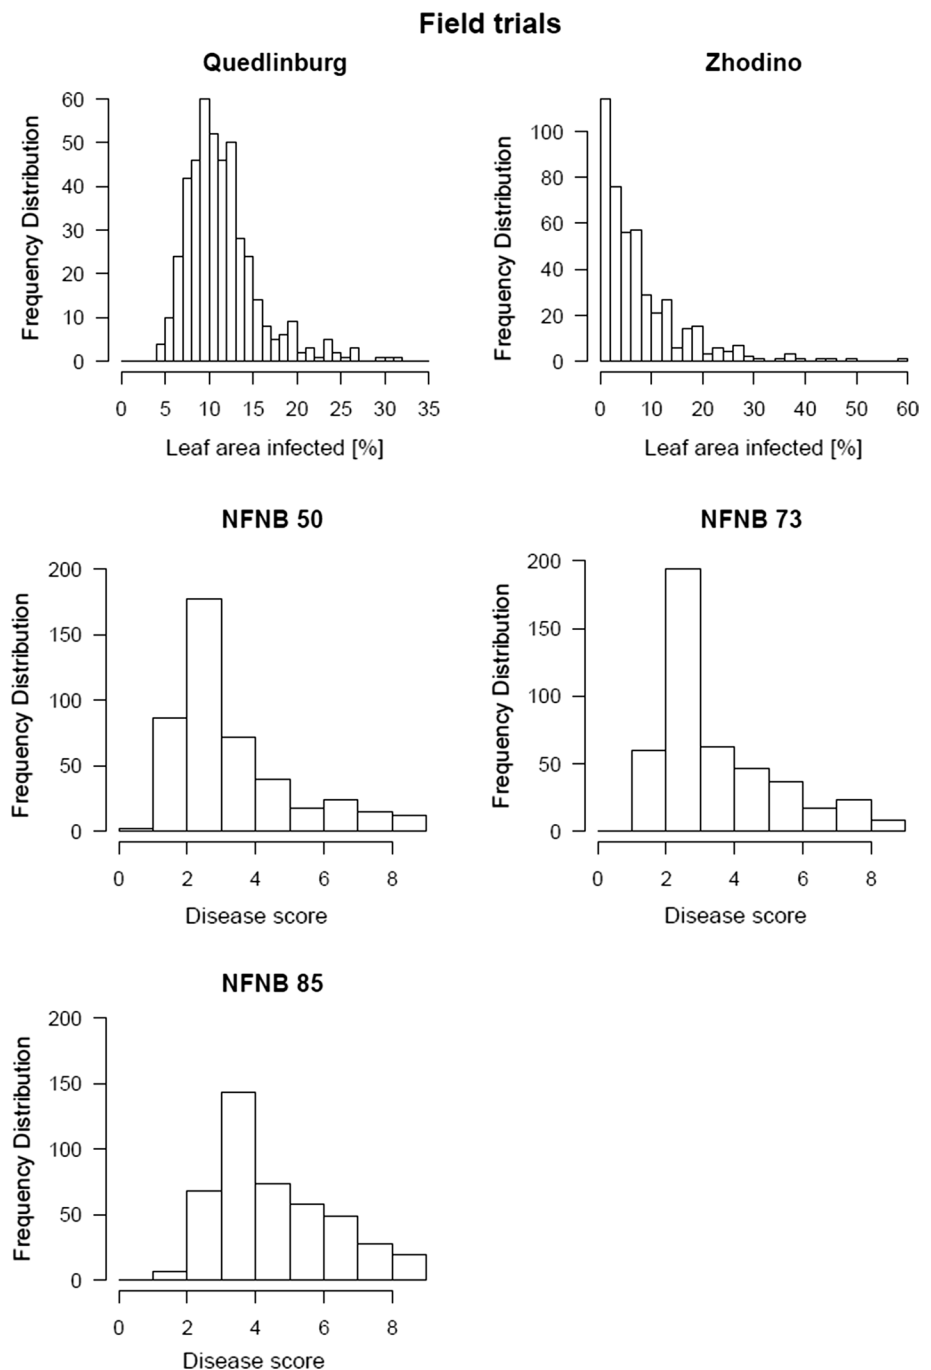 Field trials
Quedlinburg
Frequency Distribution
60
50
40
30
20
10
0
0 5 10 15 20 25 30 35
Leaf area infected [%]
Zhodino
Frequency Distribution
100
80
60
40
20
0
0 10 20 30 40 50 60
Leaf area infected [%]
NFNB 50
Frequency Distribution
200
150
100
50
0
0 2 4 6 8
Disease score
NFNB 73
Frequency Distribution
200
150
100
50
0
0 2 4 6 8
Disease score
NFNB 85
Frequency Distribution
200
150
100
50
0
0 2 4 6 8
Disease score